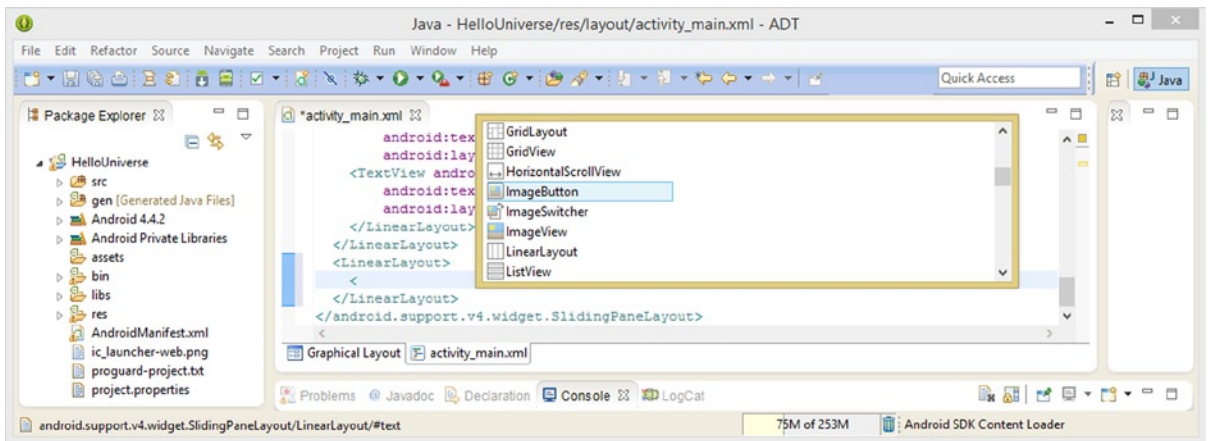 Java - HelloUniverse/res/layout/activity_main.xml - ADT
File Edit Refactor Source Navigate Search Project Run Window Help
Quick Access
Java
Package Explorer
HelloUniverse
src
gen [Generated Java Files]
Android 4.4.2
Android Private Libraries
assets
bin
libs
res
AndroidManifest.xml
ic_launcher-web.png
proguard-project.txt
project.properties
*activity_main.xml
android:tex
android:lay
<TextView andro
android:tex
android:lay
</LinearLayout>
</LinearLayout>
<LinearLayout>
<
</LinearLayout>
</android.support.v4.widget.SlidingPaneLayout>
GridLayout
GridView
HorizontalScrollView
ImageButton
ImageSwitcher
ImageView
LinearLayout
ListView
Graphical Layout activity_main.xml
Problems @ Javadoc Declaration Console LogCat
android.support.v4.widget.SlidingPaneLayout/LinearLayout/#text
75M of 253M
Android SDK Content Loader